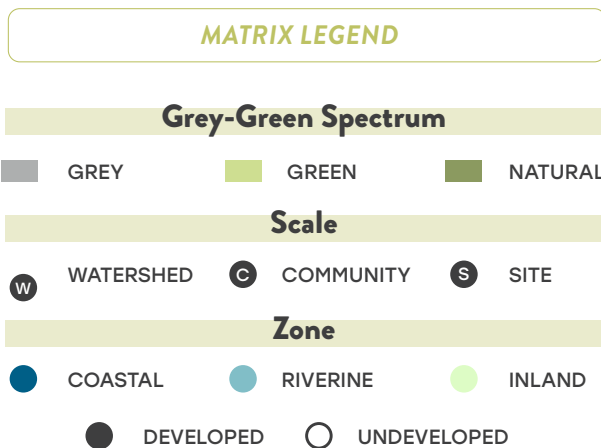 MATRIX LEGEND
Grey-Green Spectrum
GREY GREEN NATURAL
Scale
W WATERSHED C COMMUNITY S SITE
Zone
COASTAL RIVERINE INLAND
DEVELOPED UNDEVELOPED